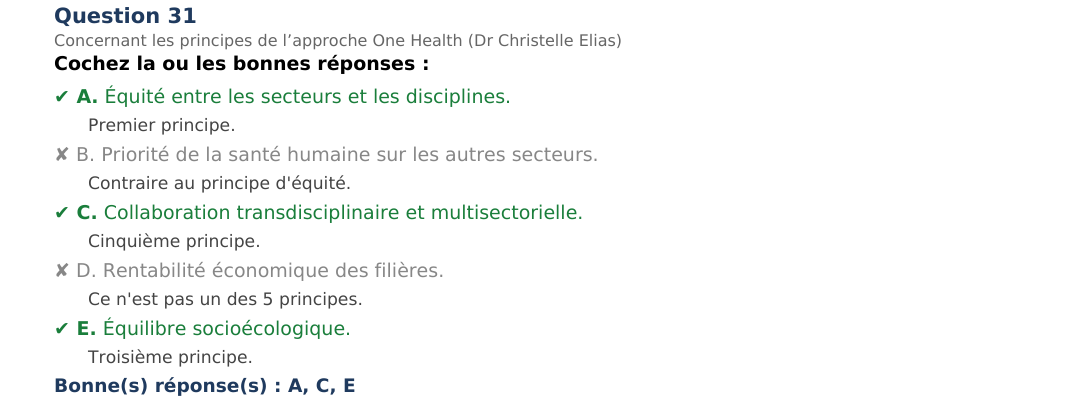 Question 31
Concernant les principes de l’approche One Health (Dr Christelle Elias)
Cochez la ou les bonnes réponses :
✔ A. Équité entre les secteurs et les disciplines.
Premier principe.
✘ B. Priorité de la santé humaine sur les autres secteurs.
Contraire au principe d'équité.
✔ C. Collaboration transdisciplinaire et multisectorielle.
Cinquième principe.
✘ D. Rentabilité économique des filières.
Ce n'est pas un des 5 principes.
✔ E. Équilibre socioécologique.
Troisième principe.
Bonne(s) réponse(s) : A, C, E